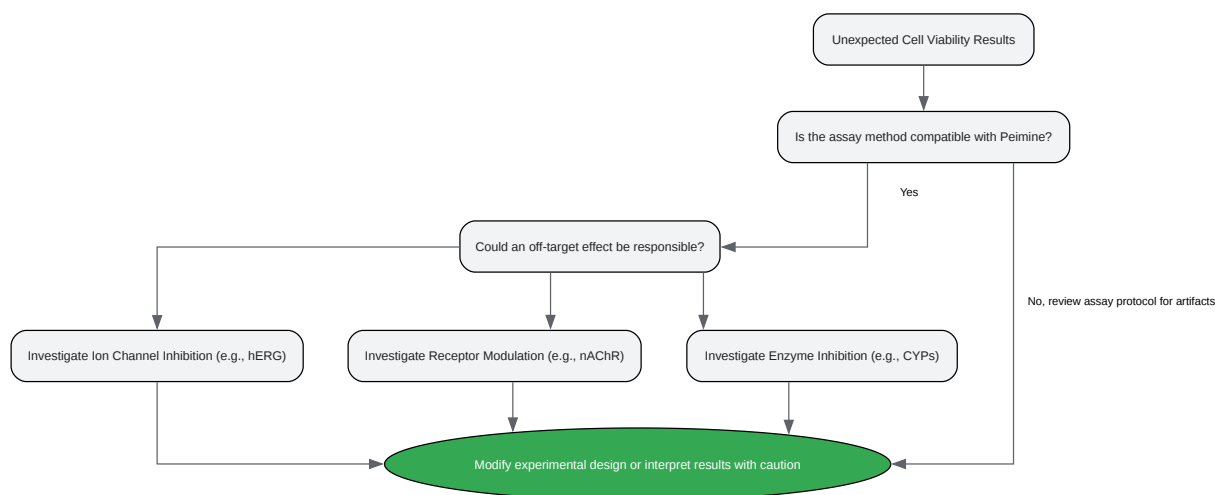 Unexpected Cell Viability Results
Is the assay method compatible with Peimine?
Yes
Could an off-target effect be responsible?
No, review assay protocol for artifacts
Investigate Ion Channel Inhibition (e.g., hERG)
Investigate Receptor Modulation (e.g., nAChR)
Investigate Enzyme Inhibition (e.g., CYPs)
Modify experimental design or interpret results with caution